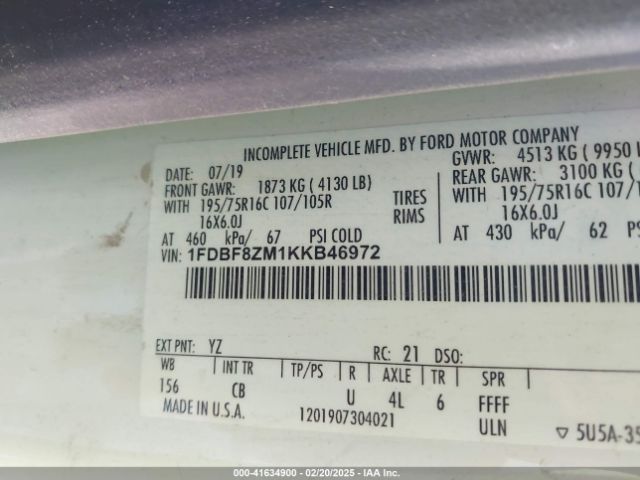 INCOMPLETE VEHICLE MFD. BY FORD MOTOR COMPANY
DATE: 07/19 GVWR: 4513 KG ( 9950
FRONT GAWR: 1873 KG ( 4130 LB) REAR GAWR: 3100 KG
WITH 195/75R16C 107/105R TIRES WITH 195/75R16C 107/
16X6.0J RIMS 16X6.0J
AT 460 kPa/ 67 PSI COLD AT 430 kPa/ 62 PSI
VIN: 1FDBF8ZM1KKB46972
EXT PNT: YZ RC: 21 DSO:
WB INT TR TP/PS R AXLE TR SPR
156 CB U 4L 6 FFFF
MADE IN U.S.A. 1201907304021 ULN ▽ 5U5A-35
000-41634900 - 02/20/2025 - IAA Inc.